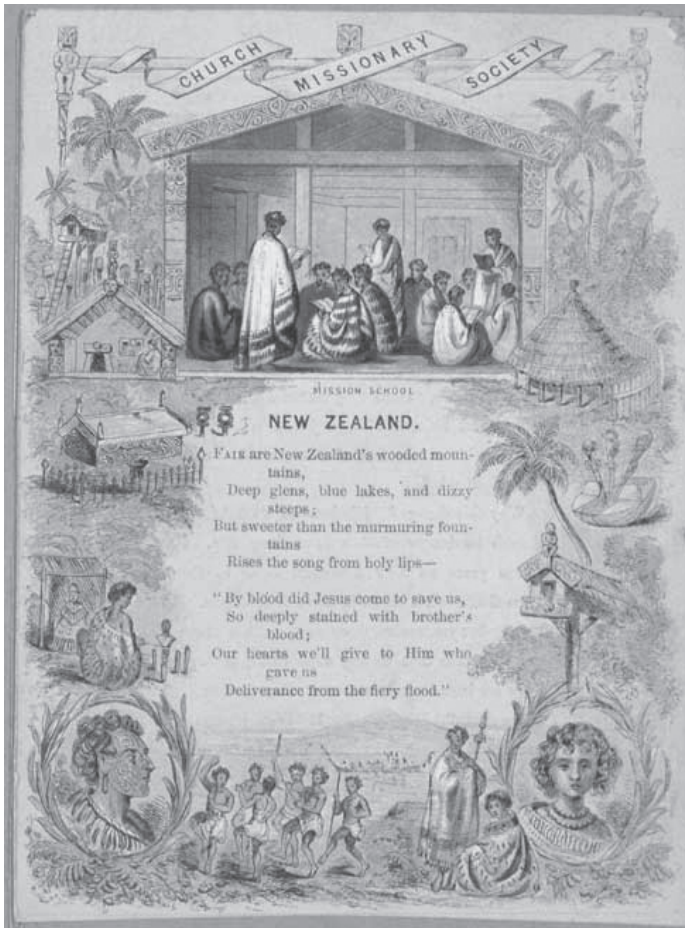 CHURCH MISSIONARY SOCIETY
MISSION SCHOOL
NEW ZEALAND.
FAIR are New Zealand's wooded moun-
tains,
Deep glens, blue lakes, and dizzy
steeps;
But sweeter than the murmuring foun-
tains
Rises the song from holy lips—
"By blood did Jesus come to save us,
So deeply stained with brother's
blood;
Our hearts we'll give to Him who
gave us
Deliverance from the fiery flood."